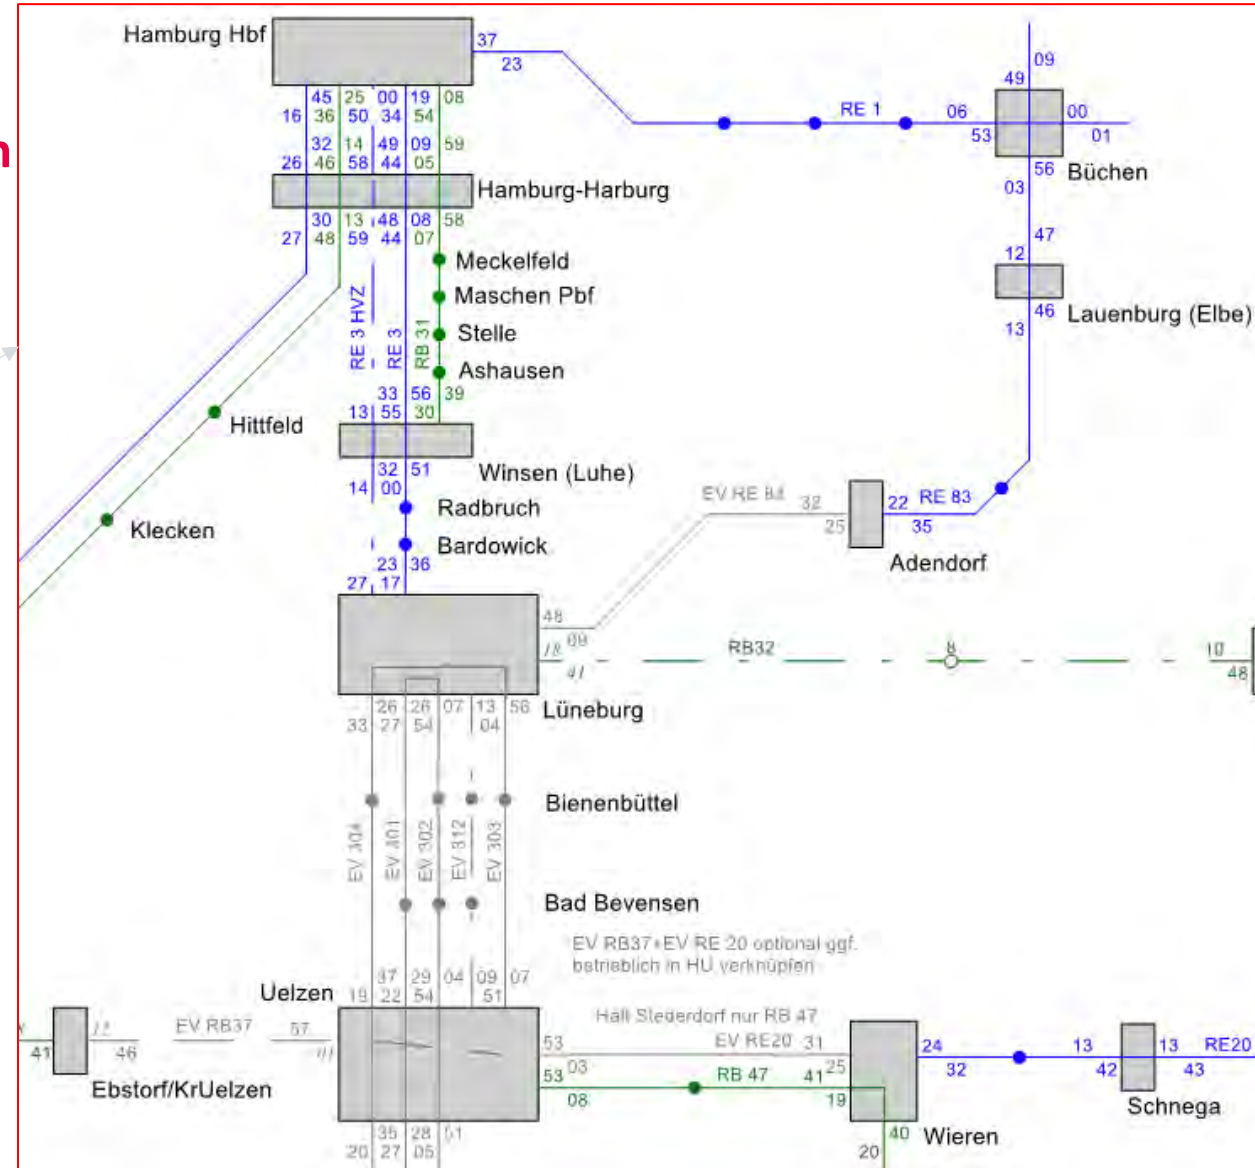 Hamburg Hbf
37
23
09
49
45 25 00 19 08
16 36 50 34 54
RE 1
06
53
00
01
n
32 14 49 09 59
26 46 58 44 05
56
03
Büchen
Hamburg-Harburg
30 13 48 08 58
27 48 59 44 07
47
12
Meckelfeld
Maschen Pbf
46
13
Lauenburg (Elbe)
RE 3 HVZ
RE 3
RB 31
Stelle
Ashausen
33 56 39
13 55 30
Hittfeld
Winsen (Luhe)
32 51
14 00
EV RE 84
32
25
22 RE 83
35
Radbruch
Klecken
Bardowick
Adendorf
23 36
27 17
48
09
RB32
8
10
48
41
Lüneburg
26 26 07 13 56
33 27 54 04
Bienenbüttel
EV 304
EV 301
EV 302
EV 312
EV 303
Bad Bevensen
EV RB37+EV RE 20 optional ggf.
betrieblich in HU verknüpfen
37 29 04 09 07
19 22 54 51
Uelzen
Halt Stederdorf nur RB 47
41
46
EV RB37
57
53
03
EV RE20 31
25
24
32
13
42
13
43
RE20
Ebstorf/KrUelzen
53
08
RB 47
41
19
Schnega
40
20
Wieren
35 28 01
20 27 05